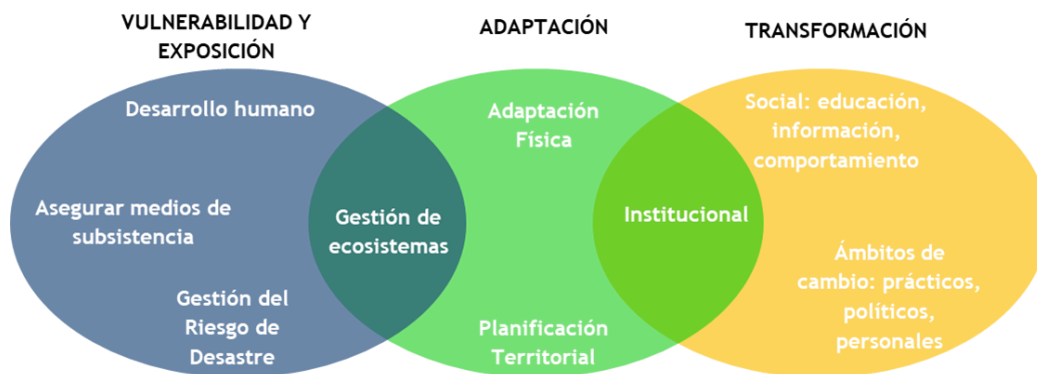 VULNERABILIDAD Y
EXPOSICIÓN
ADAPTACIÓN
TRANSFORMACIÓN
Desarrollo humano
Asegurar medios de
subsistencia
Gestión del
Riesgo de
Desastre
Gestión de
ecosistemas
Adaptación
Física
Planificación
Territorial
Institucional
Social: educación,
información,
comportamiento
Ámbitos de
cambio: prácticos,
políticos,
personales